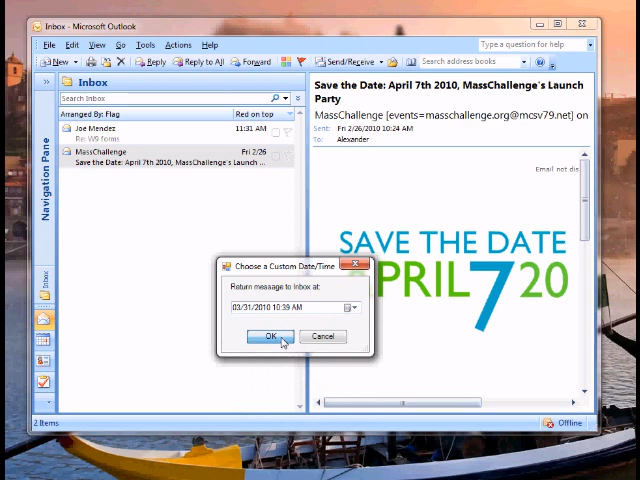 Inbox - Microsoft Outlook
File Edit View Go Tools Actions Help
Type a question for help
New Reply Reply to All Forward Send/Receive Search address books
Inbox
Search Inbox
Arranged By: Flag Red on top
Joe Mendez 11:31 AM
Re: W9 forms
MassChallenge Fri 2/26
Save the Date: April 7th 2010, MassChallenge's Launch ...
Navigation Pane
Inbox
2 Items
Save the Date: April 7th 2010, MassChallenge's Launch
Party
MassChallenge [events=masschallenge.org@mcsv79.net] on
Sent: Fri 2/26/2010 10:24 AM
To: Alexander
Email not dis
SAVE THE DATE
APRIL 7 20
Choose a Custom Date/Time
Return message to Inbox at:
03/31/2010 10:39 AM
OK Cancel
Offline